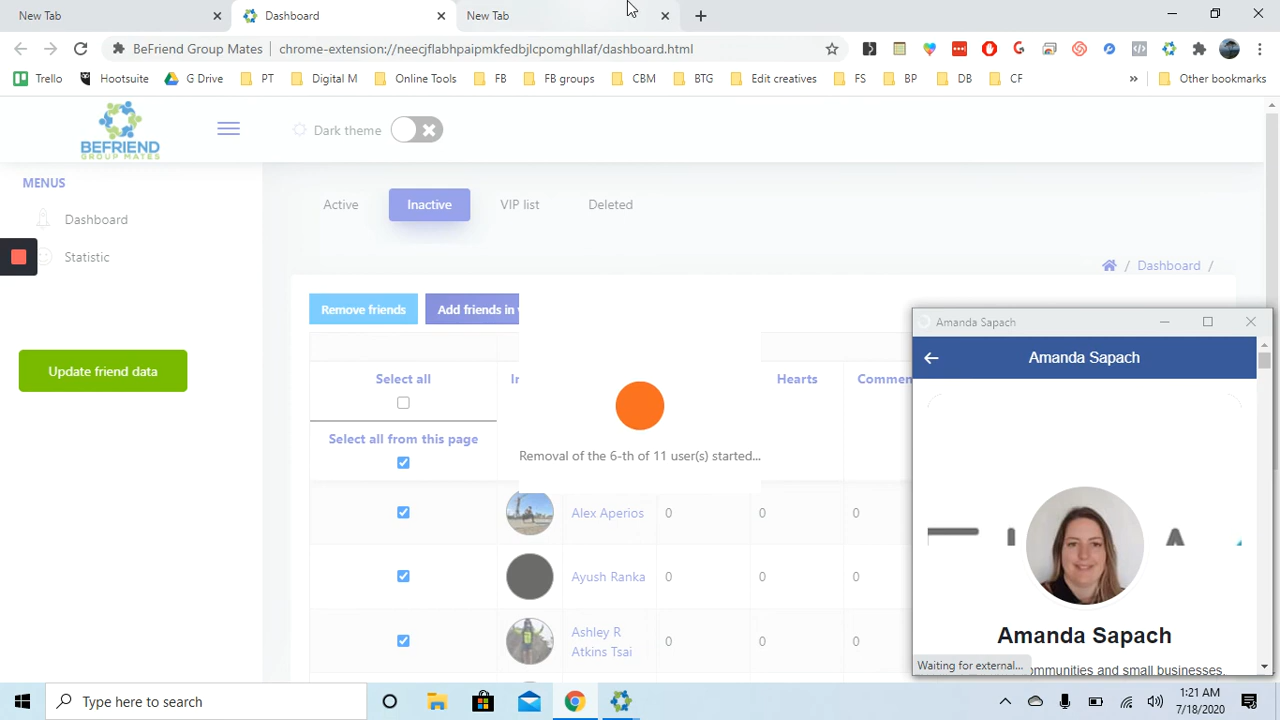 New Tab
Dashboard
New Tab
BeFriend Group Mates
chrome-extension://neecjflabhpaipmkfedbjlcpomghllaf/dashboard.html
Trello
Hootsuite
G Drive
PT
Digital M
Online Tools
FB
FB groups
CBM
BTG
Edit creatives
FS
BP
DB
CF
»
Other bookmarks
BEFRIEND
GROUP MATES
Dark theme
MENUS
Dashboard
Statistic
Update friend data
Active
Inactive
VIP list
Deleted
/ Dashboard /
Remove friends
Add friends in
Select all
Hearts
Commen
Select all from this page
Removal of the 6-th of 11 user(s) started...
Alex Aperios
0
0
0
Ayush Ranka
0
0
0
Ashley R
Atkins Tsai
0
0
0
Amanda Sapach
Amanda Sapach
Amanda Sapach
communities and small businesses.
Waiting for external...
Type here to search
1:21 AM
7/18/2020